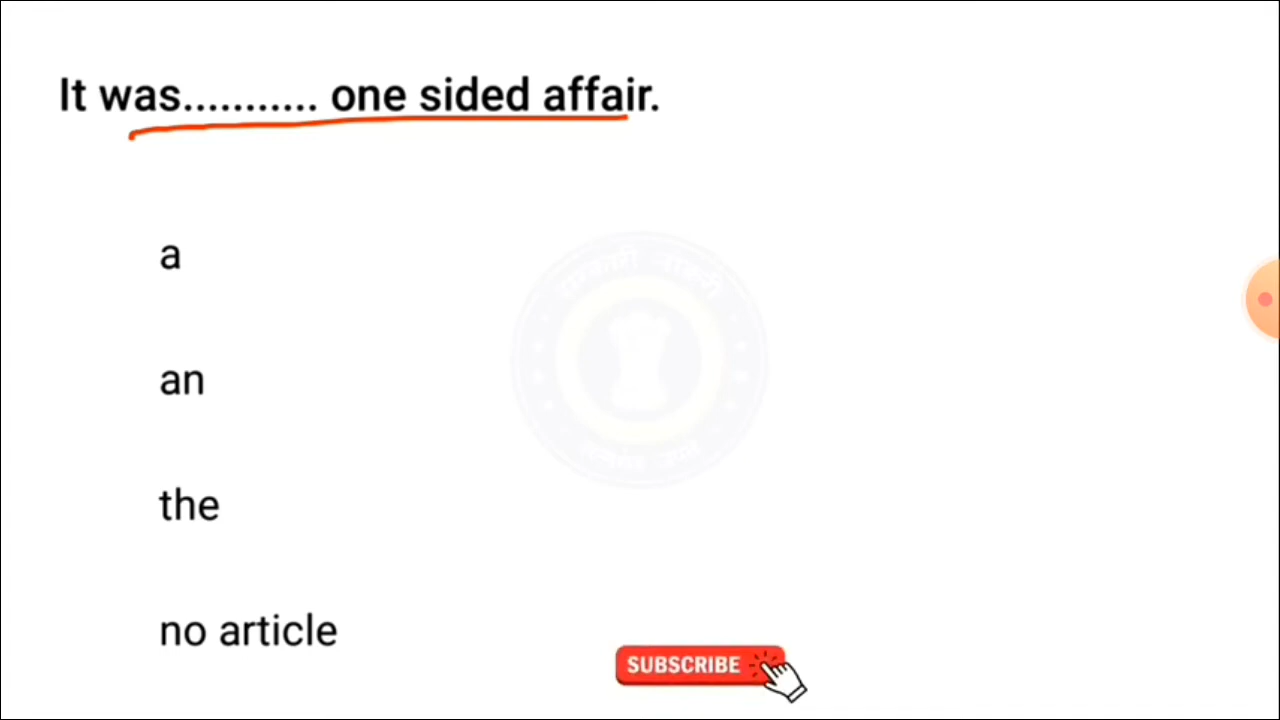 It was........... one sided affair.
a
an
the
no article
SUBSCRIBE